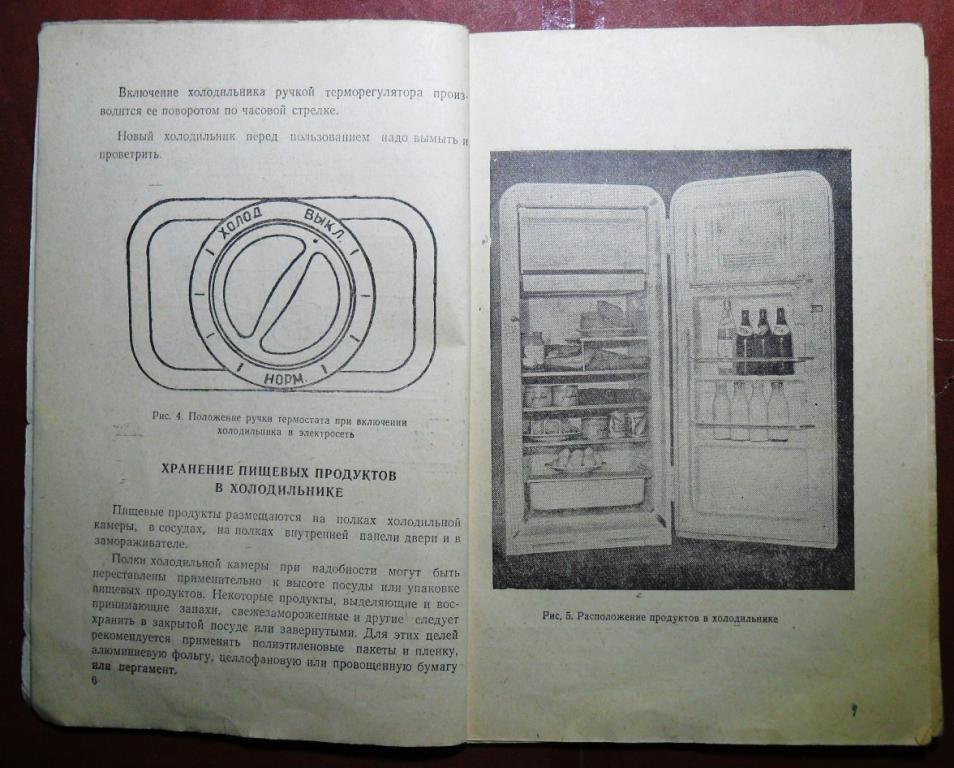 Включение холодильника ручкой терморегулятора произ-
водится ее поворотом по часовой стрелке.
Новый холодильник перед пользованием надо вымыть и
проветрить.
ХОЛОД
ВЫКЛ.
НОРМ.
Рис. 4. Положение ручки термостата при включении
холодильника в электросеть
ХРАНЕНИЕ ПИЩЕВЫХ ПРОДУКТОВ
В ХОЛОДИЛЬНИКЕ
Пищевые продукты размещаются на полках холодильной
камеры, в сосудах, на полках внутренней панели двери и в
замораживателе.
Полки холодильной камеры при надобности могут быть
переставлены применительно к высоте посуды или упаковке
пищевых продуктов. Некоторые продукты, выделяющие и вос-
принимающие запахи, свежезамороженные и другие следует
хранить в закрытой посуде или завернутыми. Для этих целей
рекомендуется применять полиэтиленовые пакеты и пленку,
алюминиевую фольгу, целлофановую или провощенную бумагу
или пергамент.
6
Рис. 5. Расположение продуктов в холодильнике
7